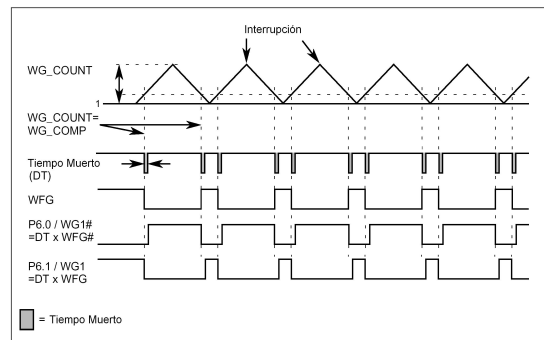 Interrupción
WG_COUNT
1
WG_COUNT=
WG_COMP
Tiempo Muerto
(DT)
WFG
P6.0 / WG1#
=DT x WFG#
P6.1 / WG1
=DT x WFG
= Tiempo Muerto